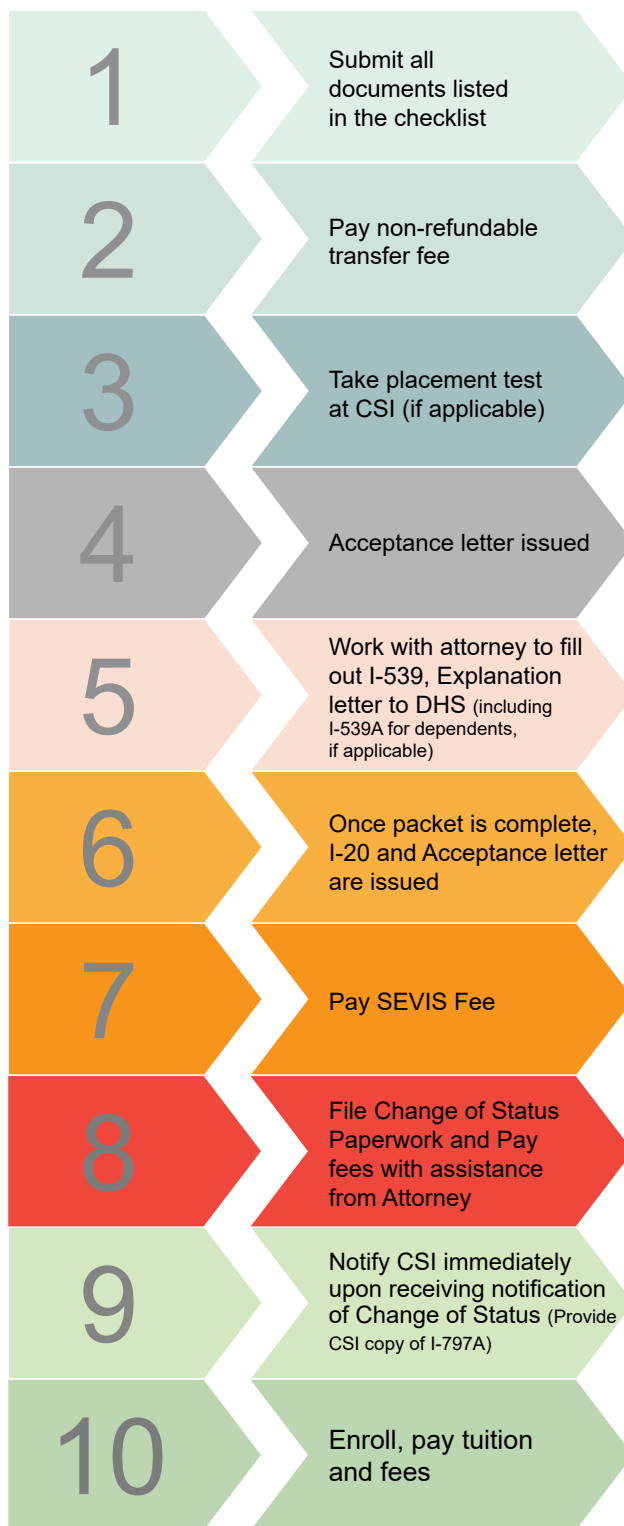 1
Submit all
documents listed
in the checklist
2
Pay non-refundable
transfer fee
3
Take placement test
at CSI (if applicable)
4
Acceptance letter issued
5
Work with attorney to fill
out I-539, Explanation
letter to DHS (including
I-539A for dependents,
if applicable)
6
Once packet is complete,
I-20 and Acceptance letter
are issued
7
Pay SEVIS Fee
8
File Change of Status
Paperwork and Pay
fees with assistance
from Attorney
9
Notify CSI immediately
upon receiving notification
of Change of Status (Provide
CSI copy of I-797A)
10
Enroll, pay tuition
and fees